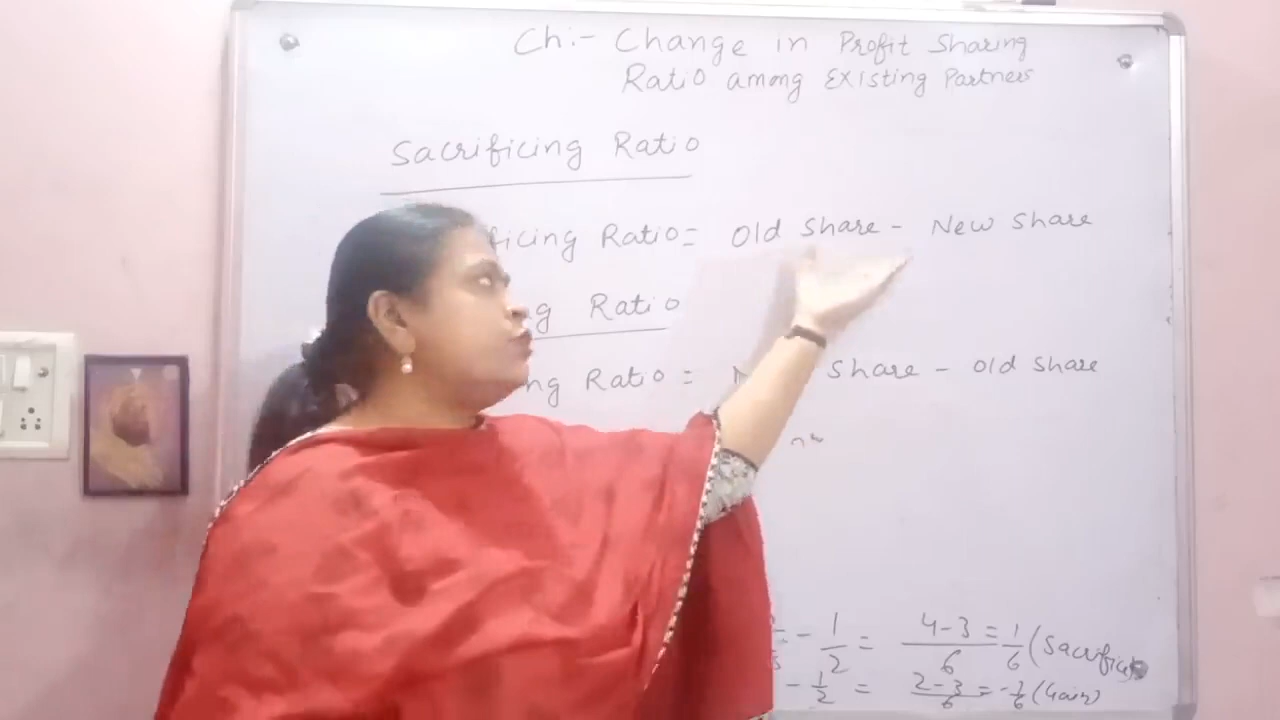 Ch:- Change in Profit Sharing
Ratio among Existing Partners
Sacrificing Ratio
ficing Ratio= Old Share - New Share
g Ratio
ng Ratio = Share - Old Share
- 1/2 = 4-3/6 = 1/6 (Sacrifice)
- 1/2 = 2-3/6 = -1/6 (Gain)